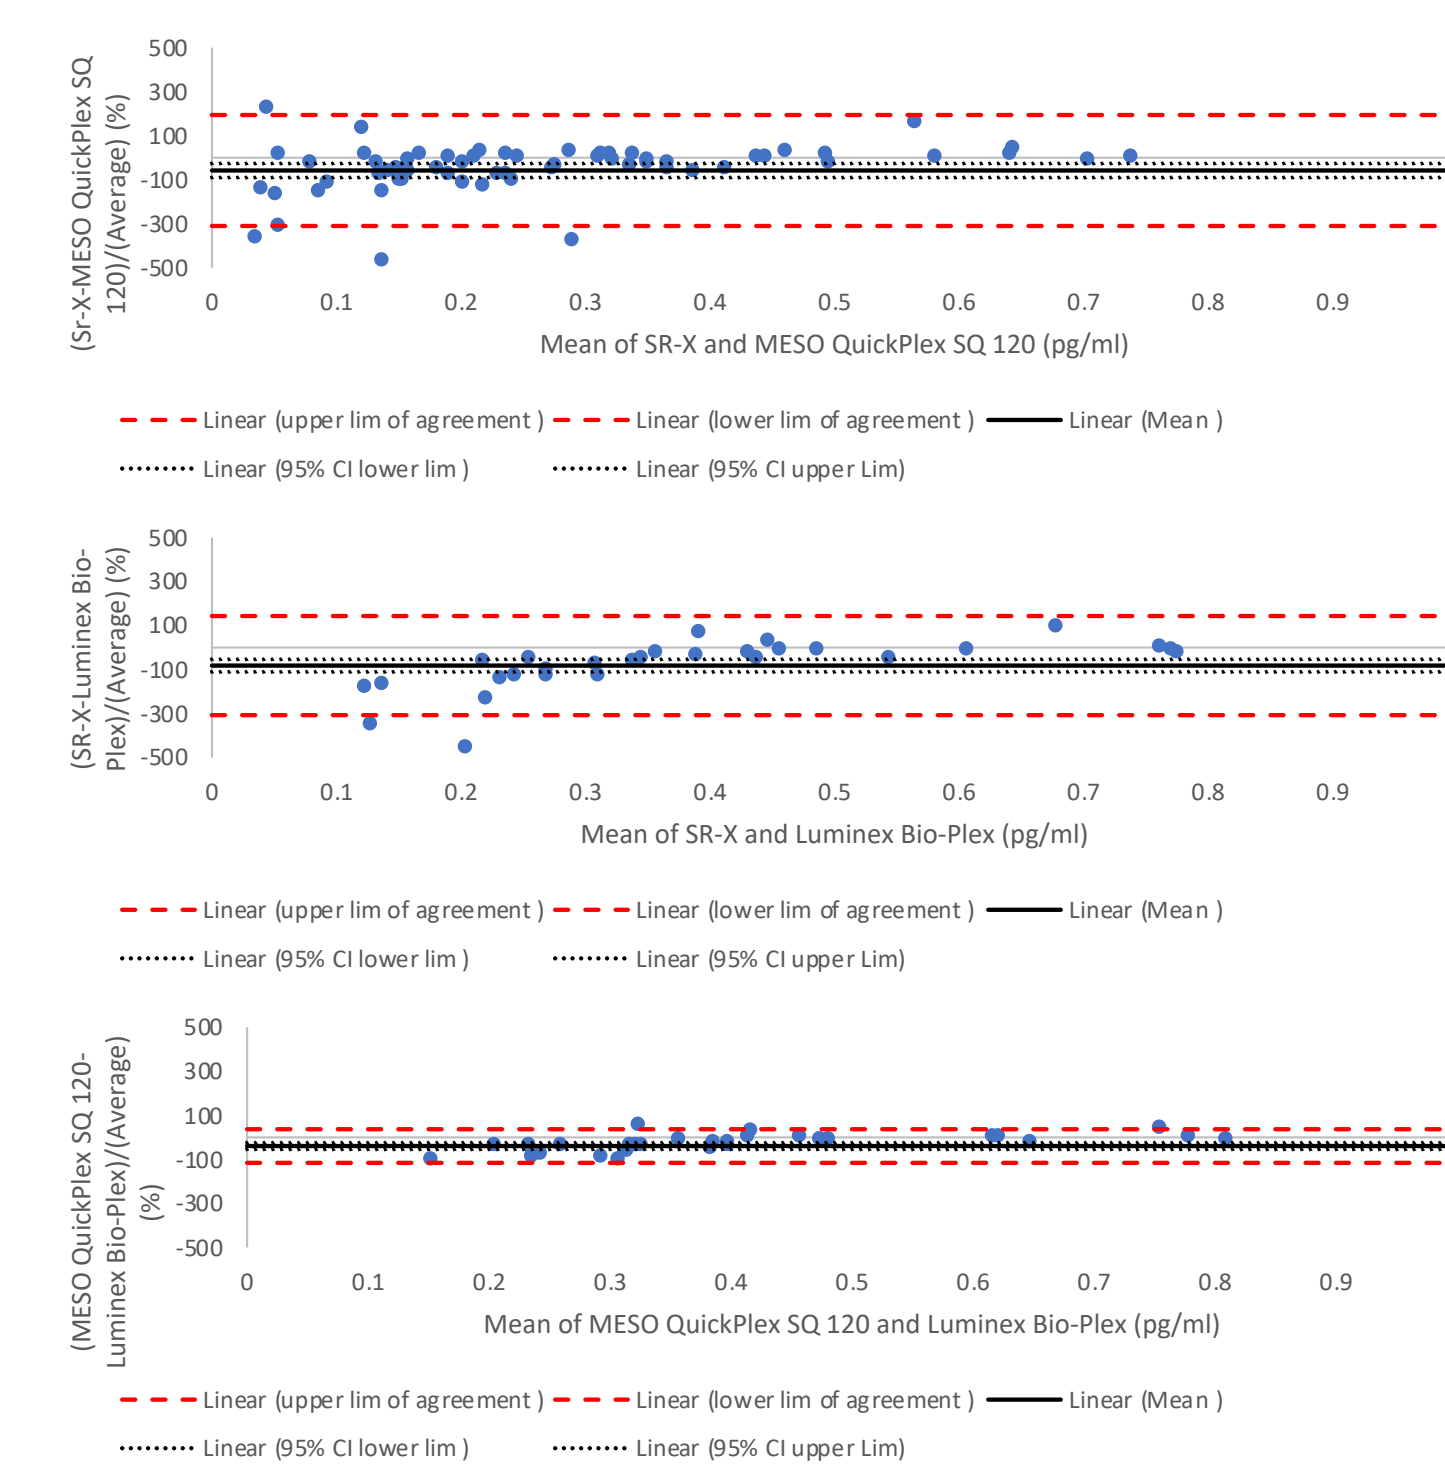 (Sr-X-MESO QuickPlex SQ
120)/(Average) (%)
500
300
100
-100
-300
-500
0 0.1 0.2 0.3 0.4 0.5 0.6 0.7 0.8 0.9
Mean of SR-X and MESO QuickPlex SQ 120 (pg/ml)
Linear (upper lim of agreement ) Linear (lower lim of agreement ) Linear (Mean )
Linear (95% CI lower lim ) Linear (95% CI upper Lim)
(SR-X-Luminex Bio-
Plex)/(Average) (%)
500
300
100
-100
-300
-500
0 0.1 0.2 0.3 0.4 0.5 0.6 0.7 0.8 0.9
Mean of SR-X and Luminex Bio-Plex (pg/ml)
Linear (upper lim of agreement ) Linear (lower lim of agreement ) Linear (Mean )
Linear (95% CI lower lim ) Linear (95% CI upper Lim)
(MESO QuickPlex SQ 120-
Luminex Bio-Plex)/(Average)
(%)
500
300
100
-100
-300
-500
0 0.1 0.2 0.3 0.4 0.5 0.6 0.7 0.8 0.9
Mean of MESO QuickPlex SQ 120 and Luminex Bio-Plex (pg/ml)
Linear (upper lim of agreement ) Linear (lower lim of agreement ) Linear (Mean )
Linear (95% CI lower lim ) Linear (95% CI upper Lim)